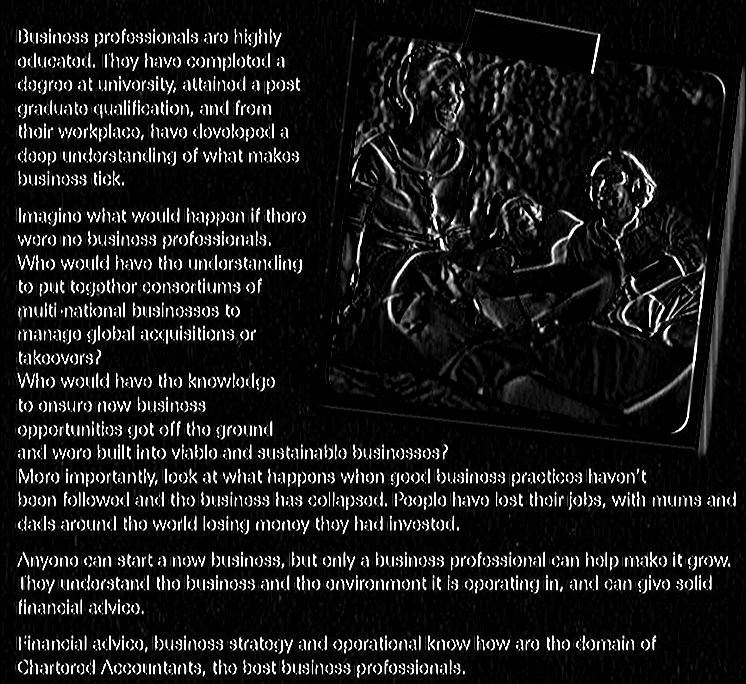 Business professionals are highly
educated. They have completed a
degree at university, attained a post
graduate qualification, and from
their workplace, have developed a
deep understanding of what makes
business tick.
Imagine what would happen if there
were no business professionals.
Who would have the understanding
to put together consortiums of
multi-national businesses to
manage global acquisitions or
takeovers?
Who would have the knowledge
to ensure new business
opportunities got off the ground
and were built into viable and sustainable businesses?
More importantly, look at what happens when good business practices haven't
been followed and the business has collapsed. People have lost their jobs, with mums and
dads around the world losing money they had invested.
Anyone can start a new business, but only a business professional can help make it grow.
They understand the business and the environment it is operating in, and can give solid
financial advice.
Financial advice, business strategy and operational know how are the domain of
Chartered Accountants, the best business professionals.